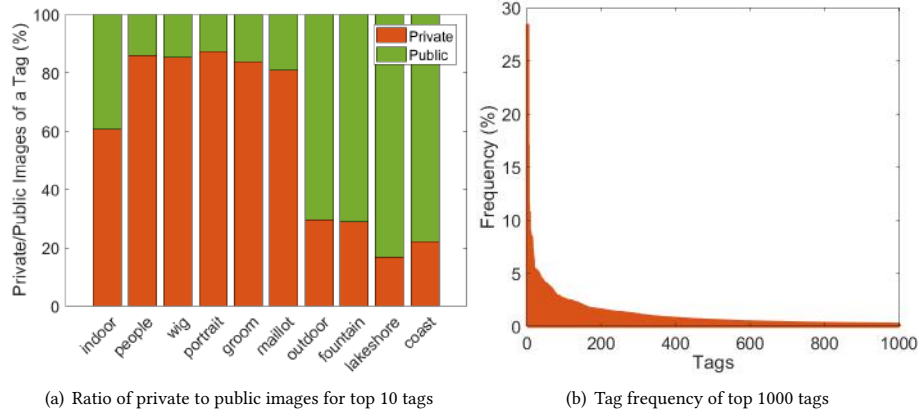 Private/Public Images of a Tag (%)
100
80
60
40
20
0
Private
Public
indoor
people
wig
portrait
groom
maillot
outdoor
fountain
lakeshore
coast
(a) Ratio of private to public images for top 10 tags
Frequency (%)
30
25
20
15
10
5
0
0 200 400 600 800 1000
Tags
(b) Tag frequency of top 1000 tags